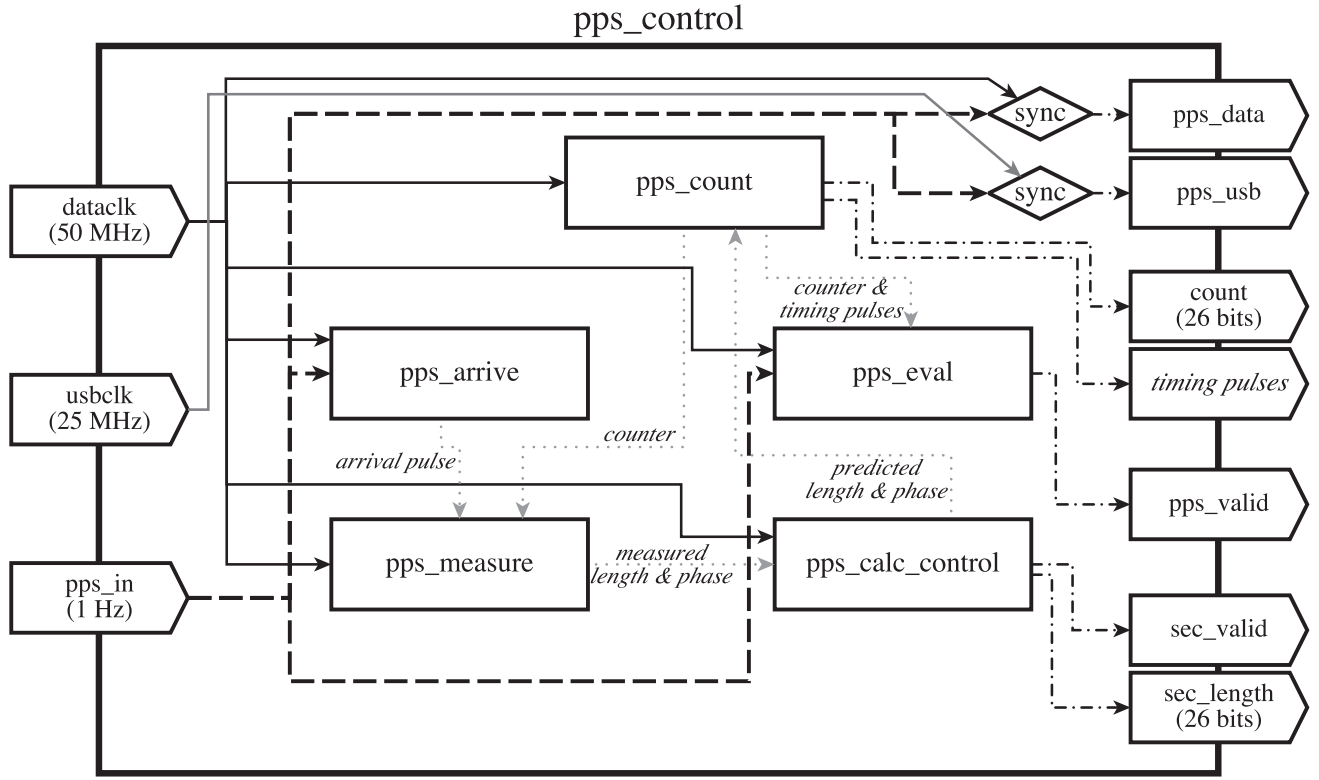 pps_control
sync
pps_data
pps_count
sync
pps_usb
dataclk
(50 MHz)
counter &
timing pulses
count
(26 bits)
pps_arrive
pps_eval
timing pulses
usbclk
(25 MHz)
counter
arrival pulse
predicted
length & phase
pps_valid
pps_measure
measured
length & phase
pps_calc_control
pps_in
(1 Hz)
sec_valid
sec_length
(26 bits)